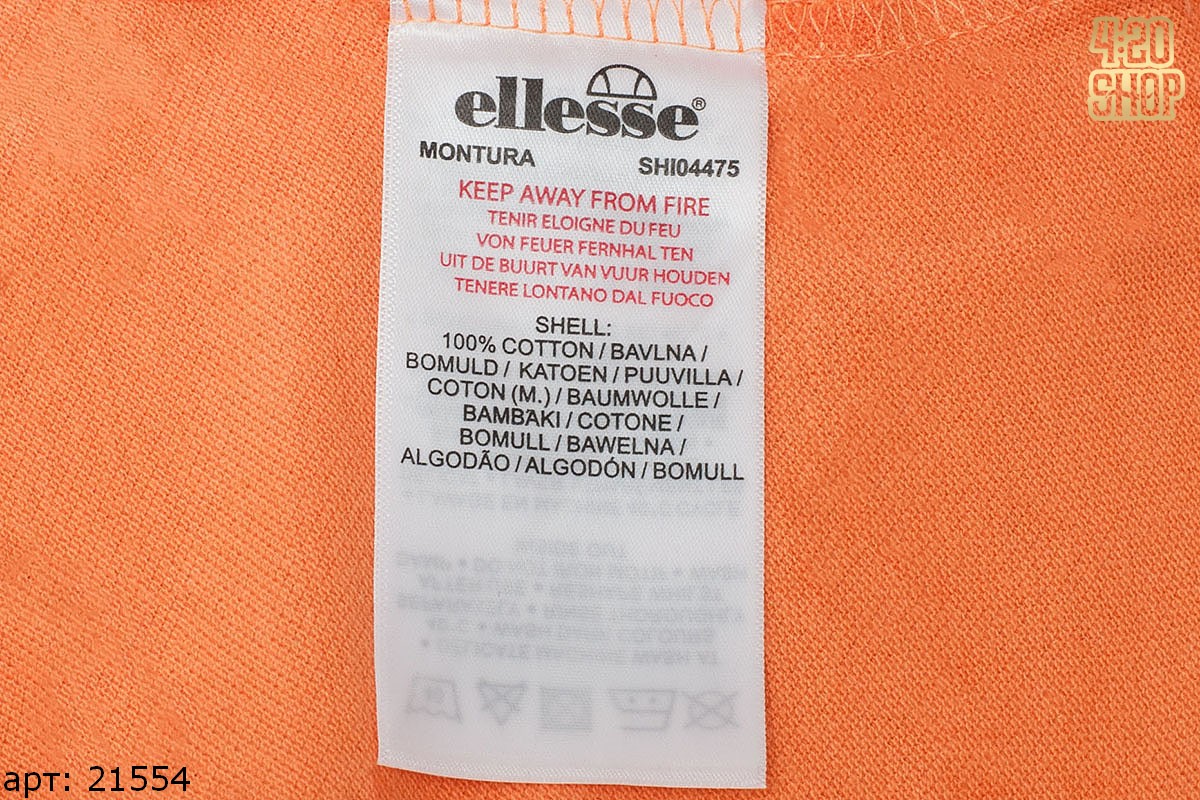 4:20
SHOP
ellesse®
MONTURA SHI04475
KEEP AWAY FROM FIRE
TENIR ELOIGNE DU FEU
VON FEUER FERNHAL TEN
UIT DE BUURT VAN VUUR HOUDEN
TENERE LONTANO DAL FUOCO
SHELL:
100% COTTON / BAVLNA /
BOMULD / KATOEN / PUUVILLA /
COTON (M.) / BAUMWOLLE /
BAMBAKI / COTONE /
BOMULL / BAWELNA /
ALGODÃO / ALGODÓN / BOMULL
арт: 21554